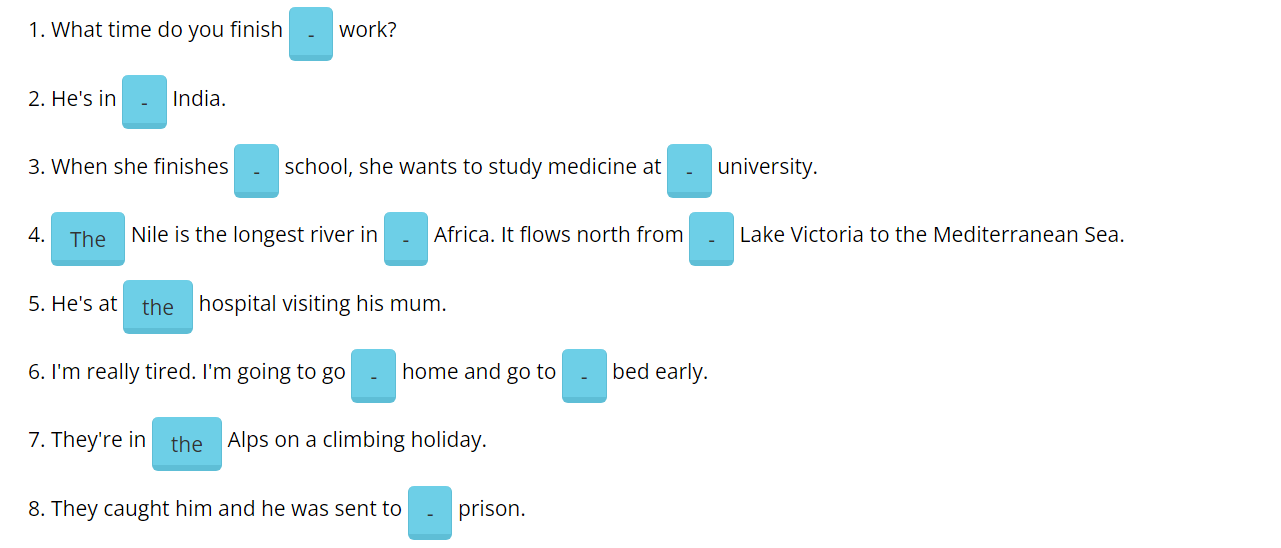 1. What time do you finish - work?
2. He's in - India.
3. When she finishes - school, she wants to study medicine at - university.
4. The Nile is the longest river in - Africa. It flows north from - Lake Victoria to the Mediterranean Sea.
5. He's at the hospital visiting his mum.
6. I'm really tired. I'm going to go - home and go to - bed early.
7. They're in the Alps on a climbing holiday.
8. They caught him and he was sent to - prison.